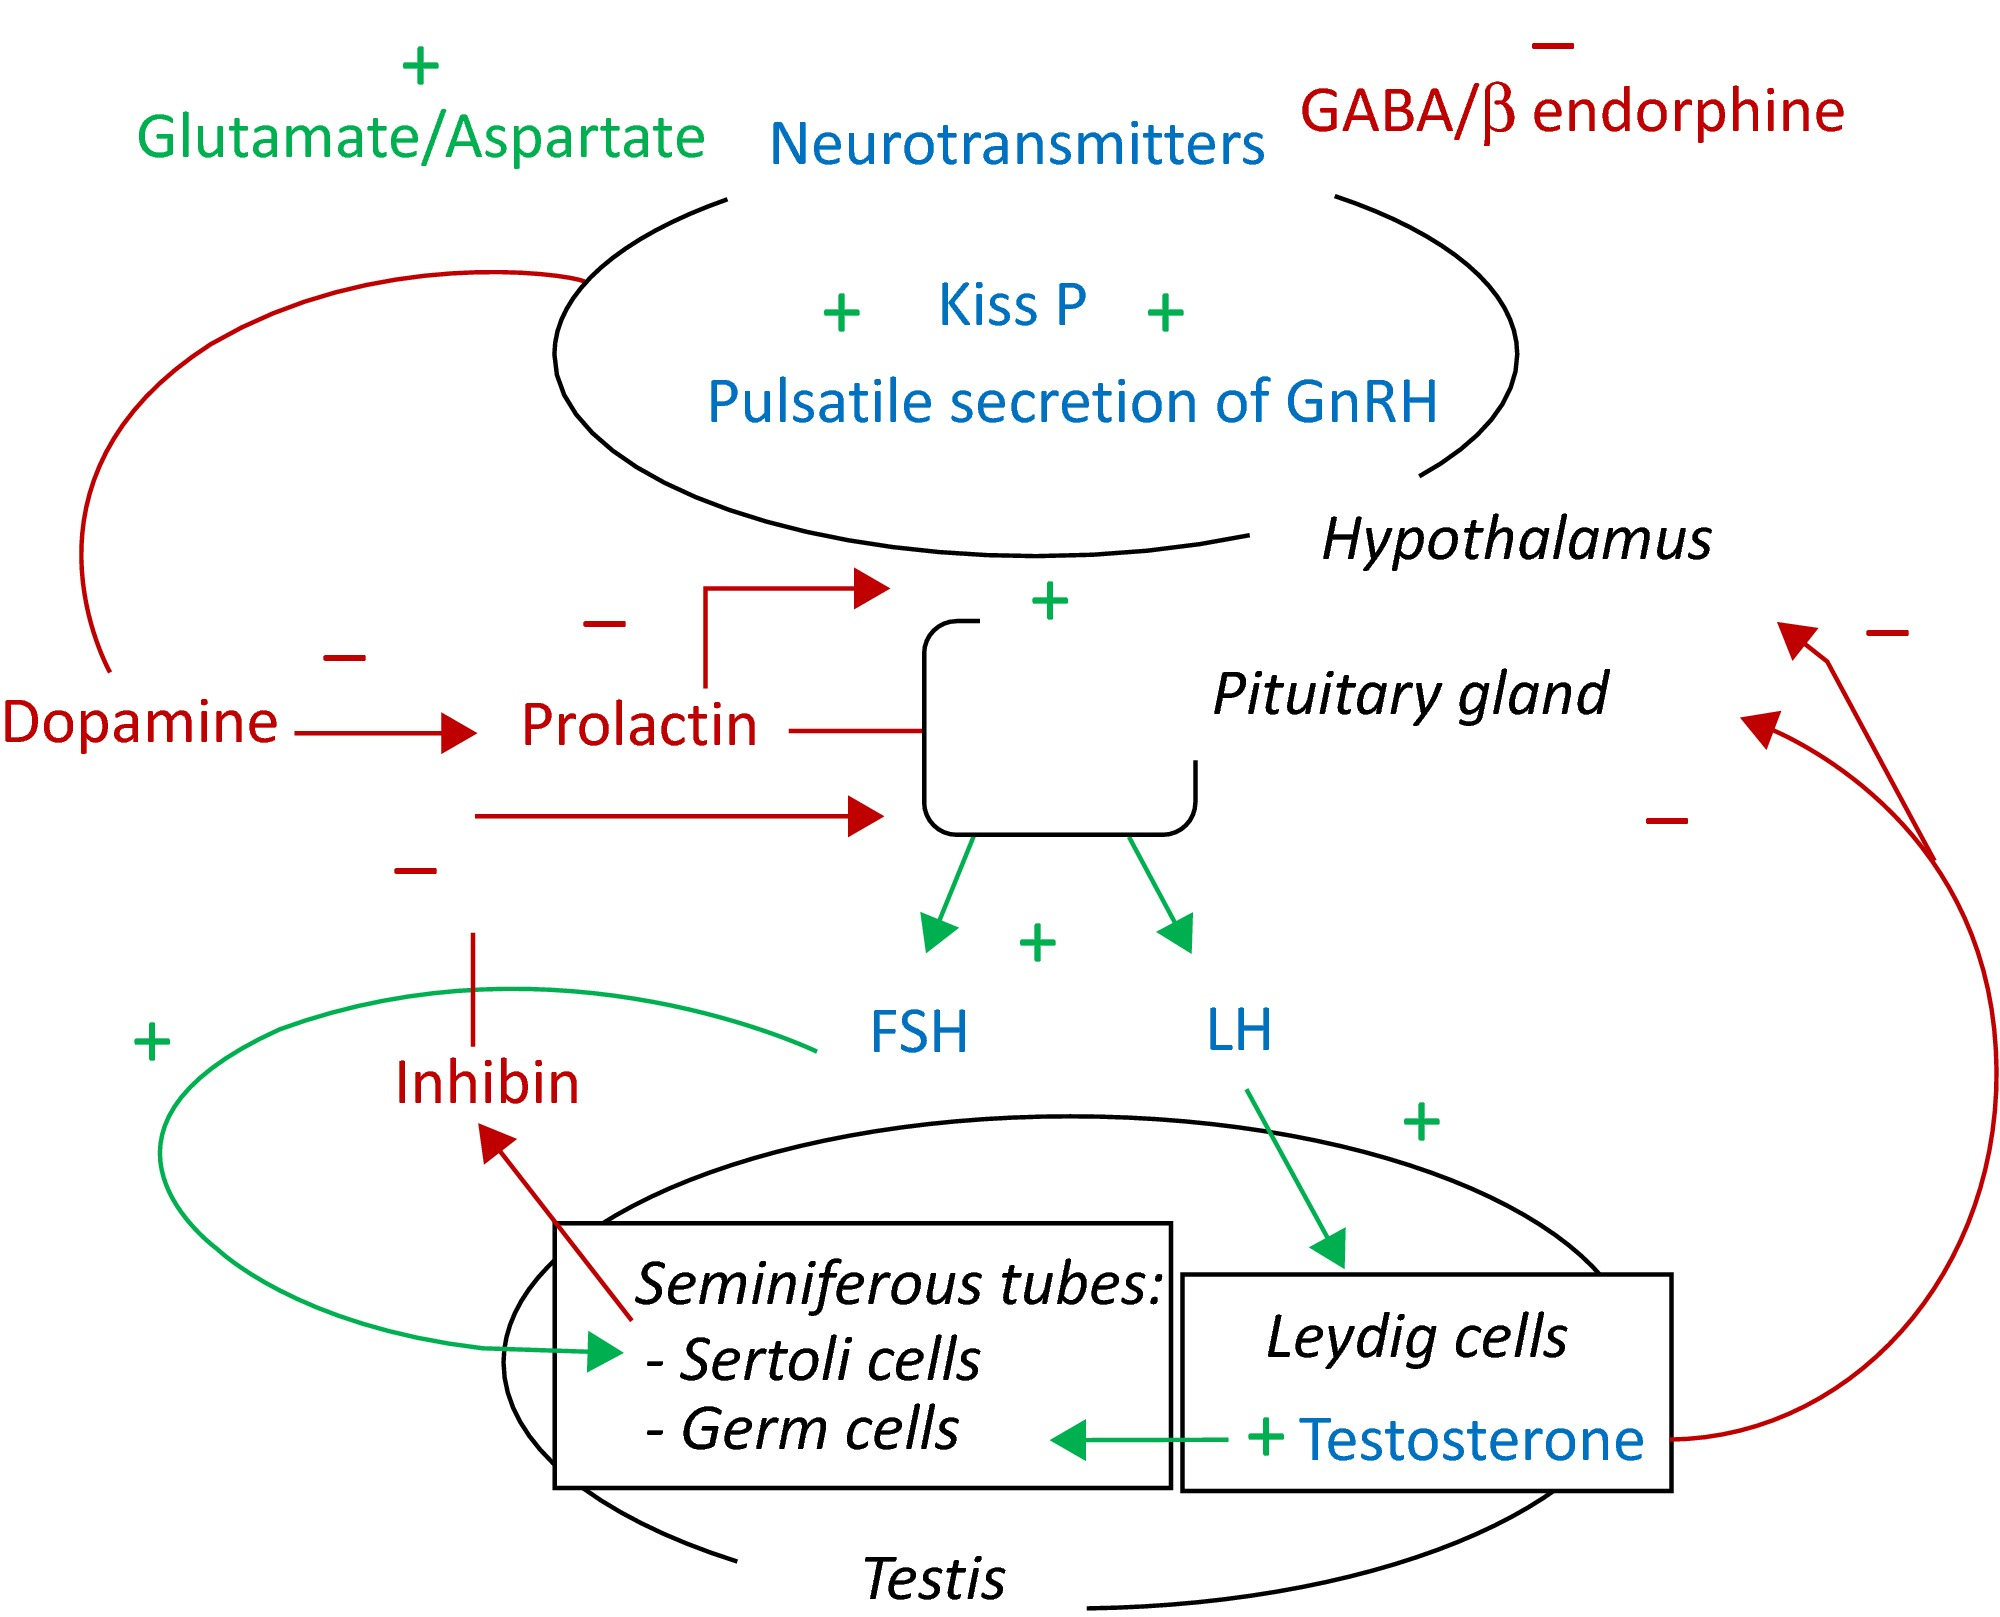 +
Glutamate/Aspartate
Neurotransmitters
−
GABA/β endorphine
+ Kiss P +
Pulsatile secretion of GnRH
Hypothalamus
+
−
−
−
Pituitary gland
Dopamine
Prolactin
−
−
+
+
FSH
LH
Inhibin
+
Seminiferous tubes:
- Sertoli cells
- Germ cells
Leydig cells
+ Testosterone
Testis